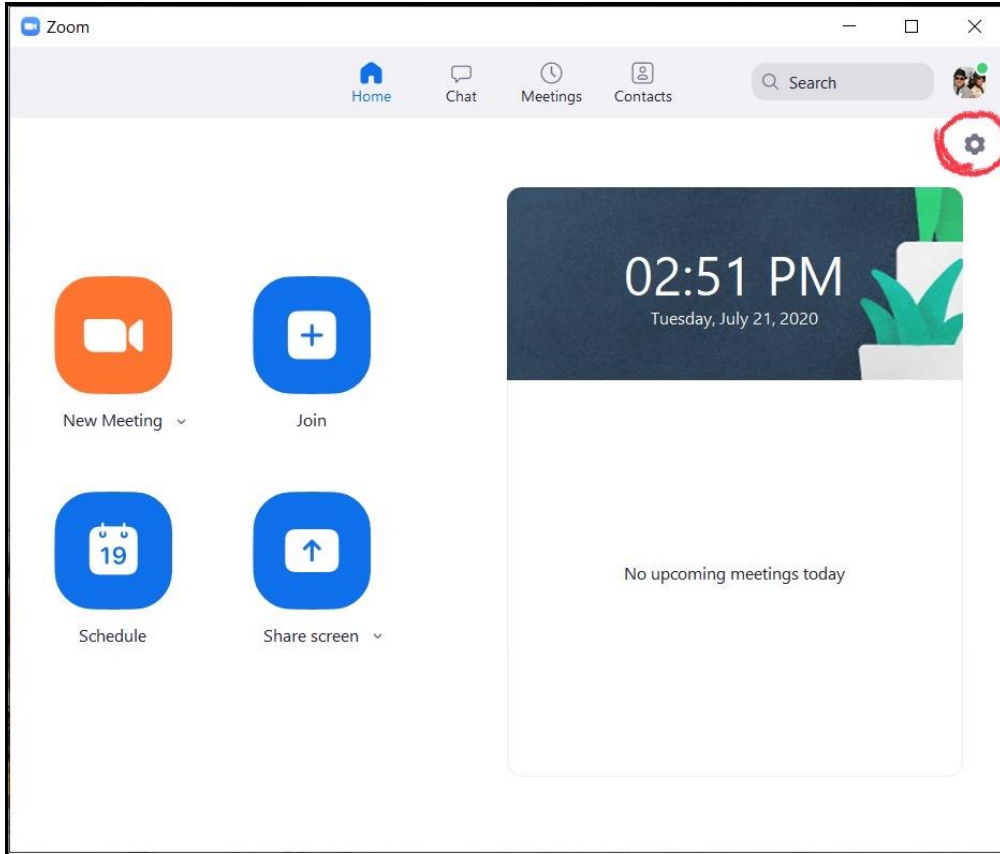 Zoom
Home
Chat
Meetings
Contacts
Search
02:51 PM
Tuesday, July 21, 2020
New Meeting
Join
19
Schedule
Share screen
No upcoming meetings today